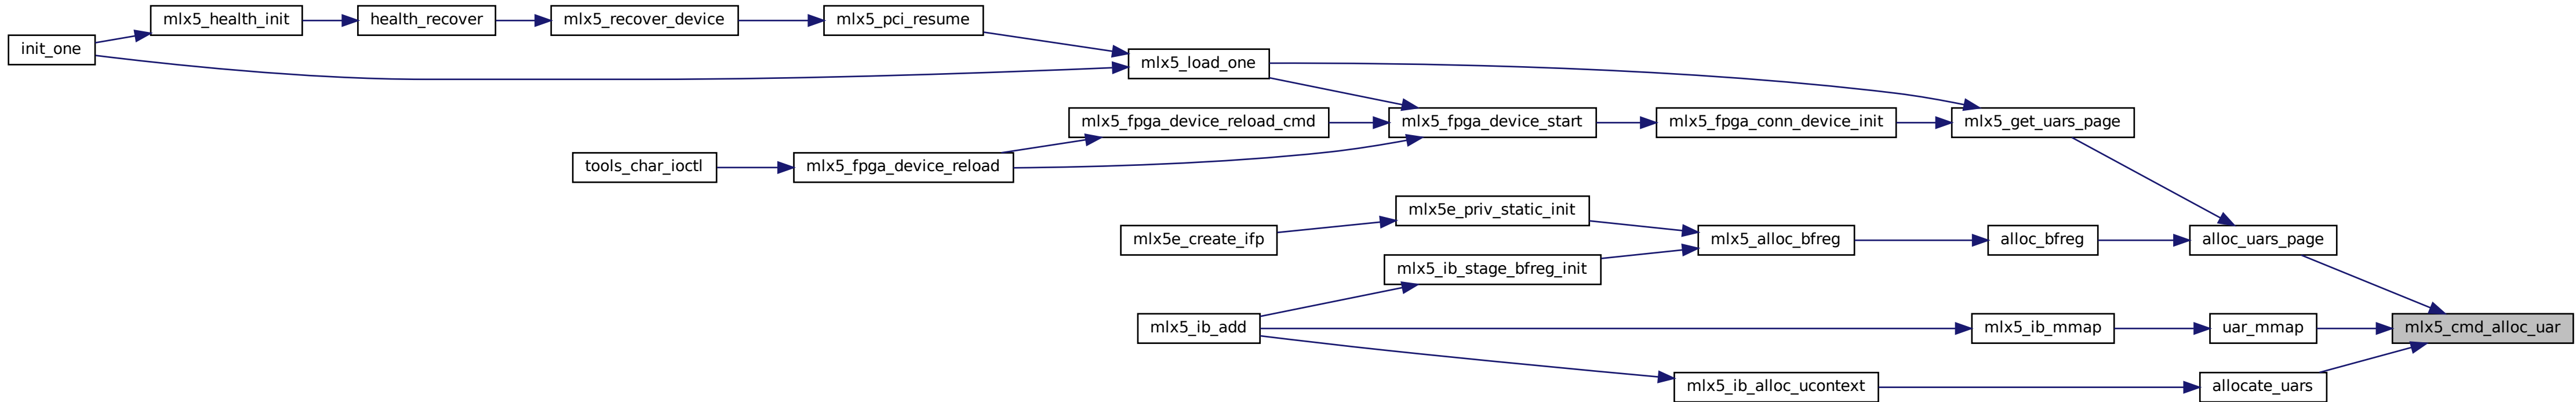 mlx5_health_init
health_recover
mlx5_recover_device
mlx5_pci_resume
init_one
mlx5_load_one
mlx5_fpga_device_reload_cmd
mlx5_fpga_device_start
mlx5_fpga_conn_device_init
mlx5_get_uars_page
tools_char_ioctl
mlx5_fpga_device_reload
mlx5e_priv_static_init
mlx5e_create_ifp
mlx5_alloc_bfreg
alloc_bfreg
alloc_uars_page
mlx5_ib_stage_bfreg_init
mlx5_ib_add
mlx5_ib_mmap
uar_mmap
mlx5_cmd_alloc_uar
mlx5_ib_alloc_ucontext
allocate_uars